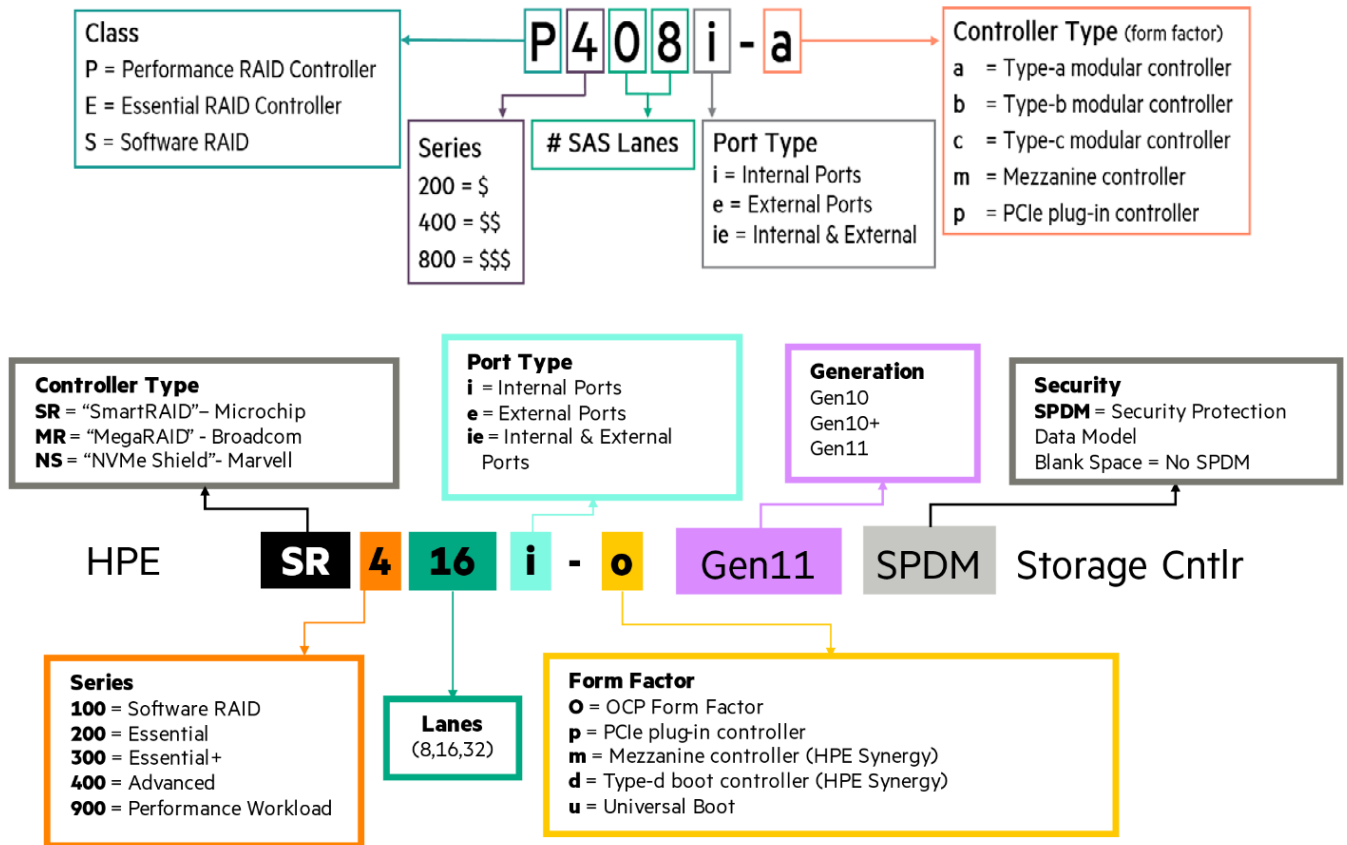 Class
P = Performance RAID Controller
E = Essential RAID Controller
S = Software RAID
P408i-a
Controller Type (form factor)
a = Type-a modular controller
b = Type-b modular controller
c = Type-c modular controller
m = Mezzanine controller
p = PCIe plug-in controller
Series
200 = $
400 = $$
800 = $$$
# SAS Lanes
Port Type
i = Internal Ports
e = External Ports
ie = Internal & External
Controller Type
SR = “SmartRAID”– Microchip
MR = “MegaRAID” - Broadcom
NS = “NVMe Shield”- Marvell
Port Type
i = Internal Ports
e = External Ports
ie = Internal & External
Ports
Generation
Gen10
Gen10+
Gen11
Security
SPDM = Security Protection
Data Model
Blank Space = No SPDM
HPE SR 4 16 i - o Gen11 SPDM Storage Cntlr
Series
100 = Software RAID
200 = Essential
300 = Essential+
400 = Advanced
900 = Performance Workload
Lanes
(8,16,32)
Form Factor
O = OCP Form Factor
p = PCIe plug-in controller
m = Mezzanine controller (HPE Synergy)
d = Type-d boot controller (HPE Synergy)
u = Universal Boot